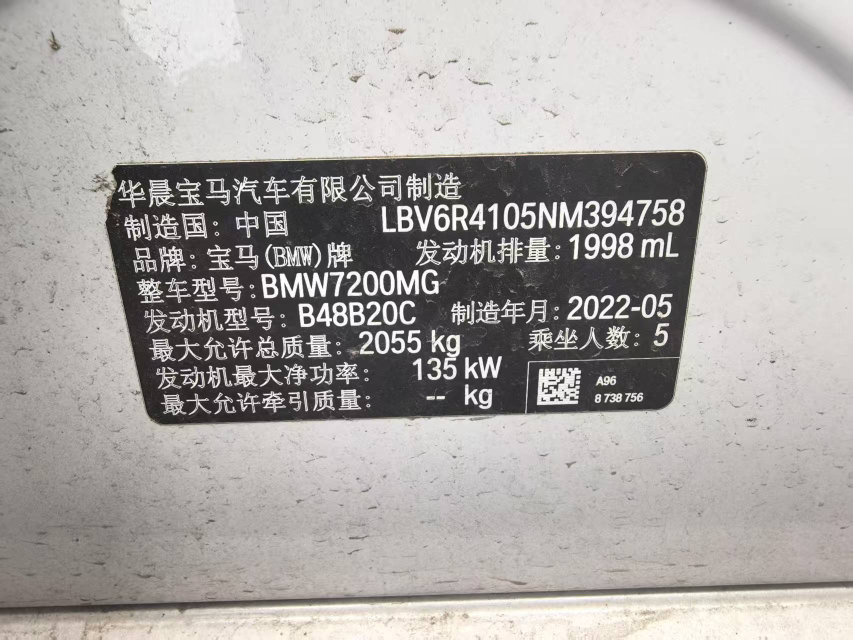 华晨宝马汽车有限公司制造
制造国：中国 LBV6R4105NM394758
品牌：宝马(BMW)牌 发动机排量：1998 mL
整车型号：BMW7200MG
发动机型号：B48B20C 制造年月：2022-05
最大允许总质量：2055 kg 乘坐人数：5
发动机最大净功率：135 kW
最大允许牵引质量：-- kg
A96
8 738 756